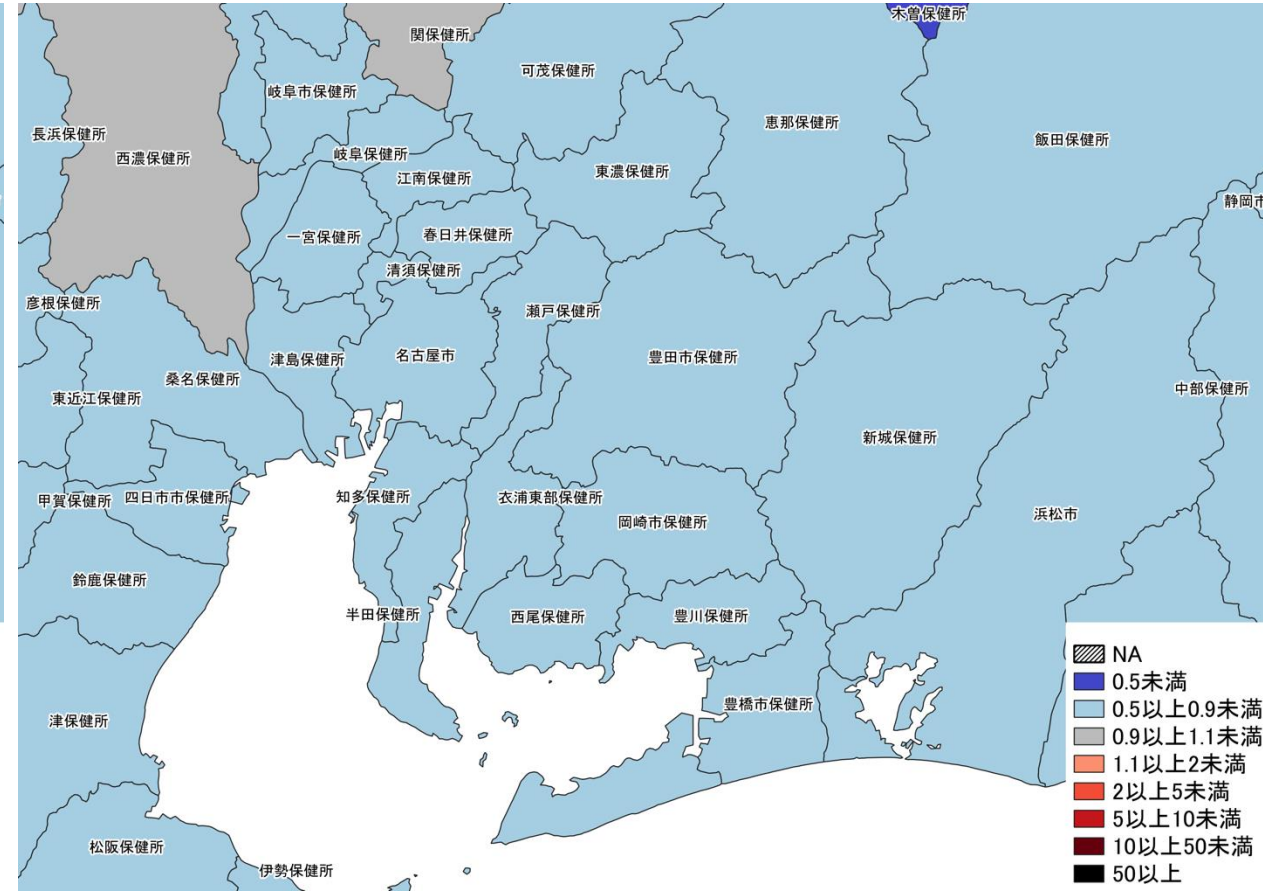 木曽保健所
関保健所
可茂保健所
岐阜市保健所
恵那保健所
長浜保健所
飯田保健所
西濃保健所
岐阜保健所
東濃保健所
江南保健所
静岡市
一宮保健所
春日井保健所
清須保健所
彦根保健所
瀬戸保健所
津島保健所
名古屋市
豊田市保健所
桑名保健所
東近江保健所
中部保健所
新城保健所
甲賀保健所
四日市市保健所
知多保健所
衣浦東部保健所
岡崎市保健所
浜松市
鈴鹿保健所
半田保健所
西尾保健所
豊川保健所
津保健所
豊橋市保健所
松阪保健所
伊勢保健所
NA
0.5未満
0.5以上0.9未満
0.9以上1.1未満
1.1以上2未満
2以上5未満
5以上10未満
10以上50未満
50以上